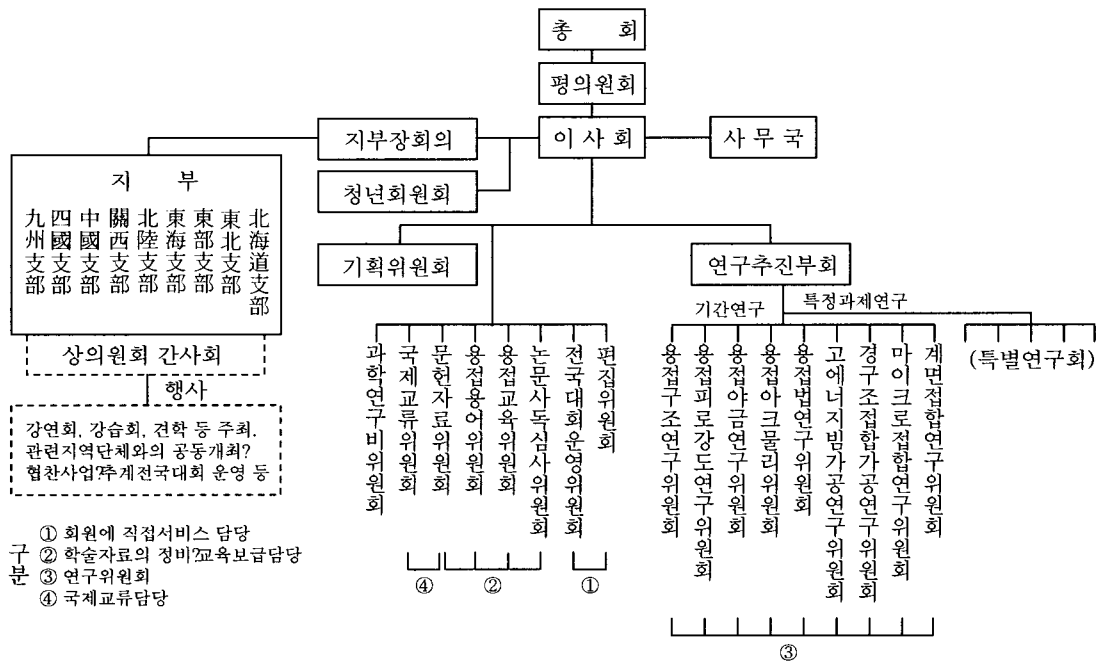 총 회
평의원회
지부장회의
이 사 회
사 무 국
청년회원회
지 부
九州支部
四國支部
中國支部
關西支部
北陸支部
東海支部
東部支部
東北支部
北海道支部
기획위원회
연구추진부회
기간연구
특정과제연구
상의원회 간사회
행사
강연회, 강습회, 견학 등 주최.
관련지역단체와의 공동개최?
협찬사업?추계전국대회 운영 등
과학연구비위원회
국제교류위원회
문헌자료위원회
용접용어위원회
용접교육위원회
논문사독심사위원회
전국대회운영위원회
편집위원회
용접구조연구위원회
용접피로강도연구위원회
용접야금연구위원회
용접아크물리위원회
용접법연구위원회
고에너지빔가공연구위원회
경구조접합가공연구위원회
마이크로접합연구위원회
계면접합연구위원회
(특별연구회)
구분
① 회원에 직접서비스 담당
② 학술자료의 정비?교육보급담당
③ 연구위원회
④ 국제교류담당
④
②
①
③